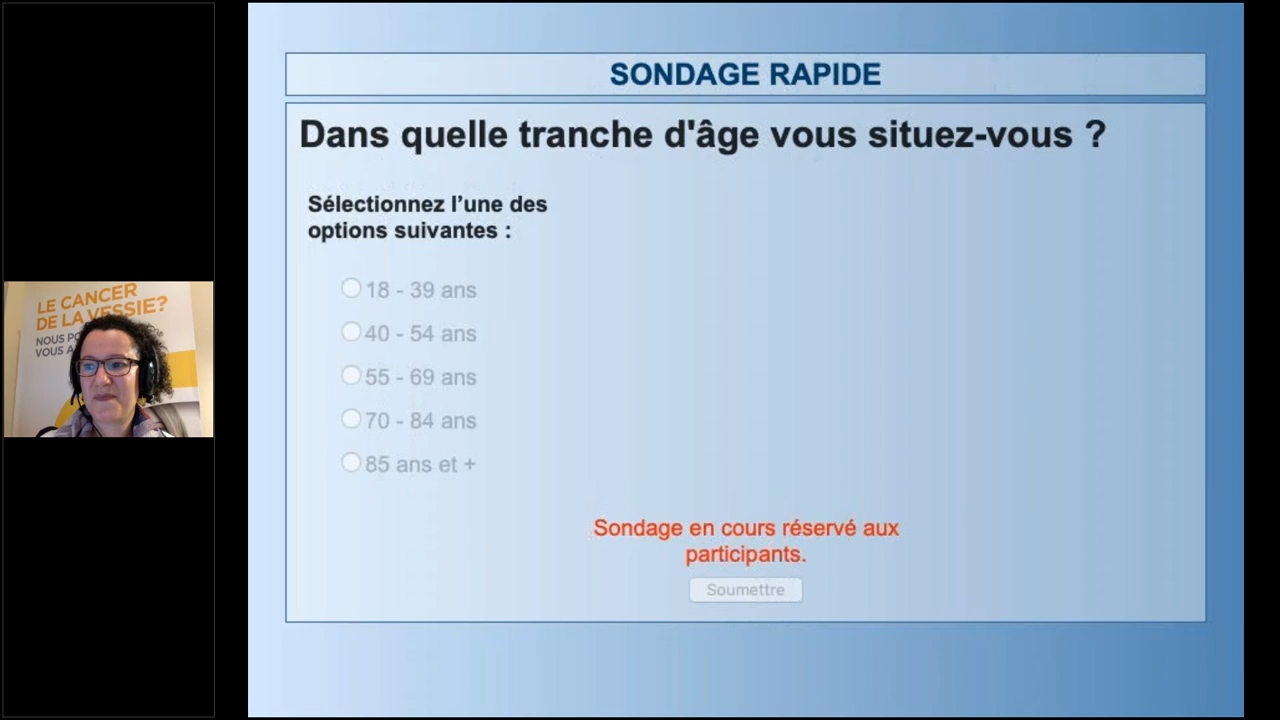 SONDAGE RAPIDE
Dans quelle tranche d'âge vous situez-vous ?
Sélectionnez l’une des
options suivantes :
18 - 39 ans
40 - 54 ans
55 - 69 ans
70 - 84 ans
85 ans et +
Sondage en cours réservé aux
participants.
Soumettre
LE CANCER
DE LA VESSIE?
NOUS
VOUS